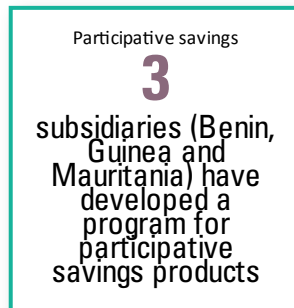 Participative savings
3
subsidiaries (Benin,
Guinea and
Mauritania) have
developed a
program for
participative
savings products